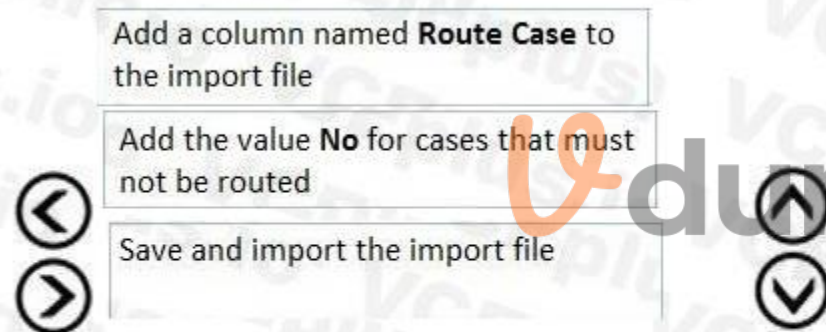 Add a column named Route Case to
the import file
Add the value No for cases that must
not be routed
Save and import the import file